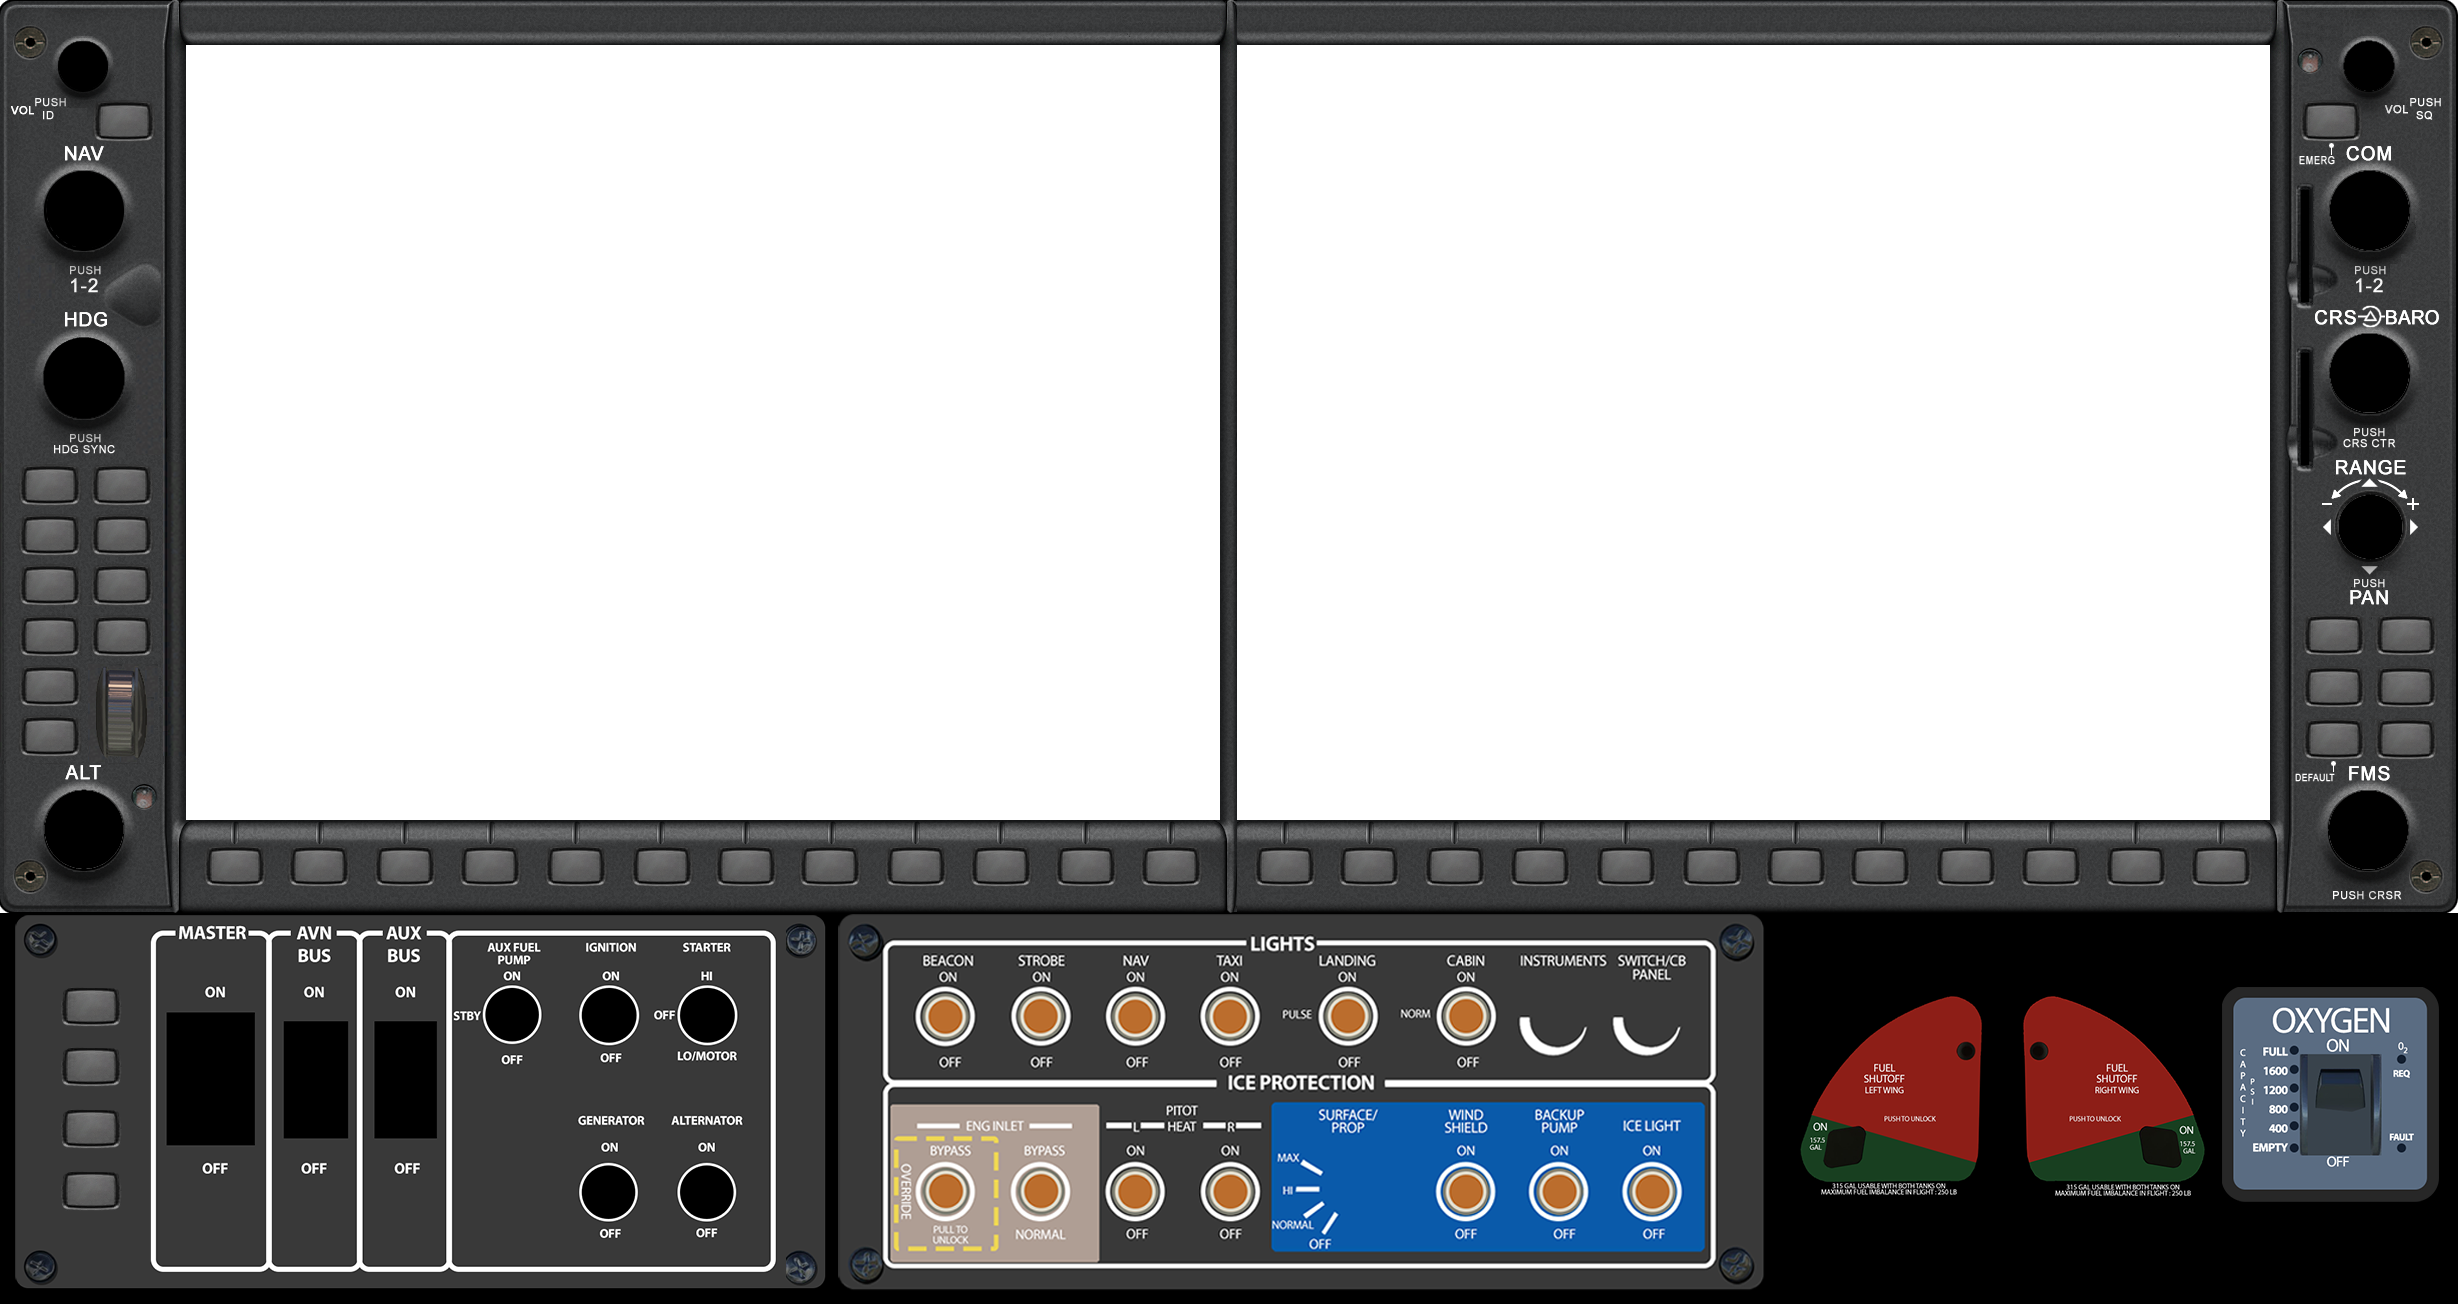 VOL PUSH ID
NAV
PUSH
1-2
HDG
PUSH
HDG SYNC
ALT
VOL PUSH SQ
EMERG
COM
PUSH
1-2
CRS BARO
PUSH
CRS CTR
RANGE
− +
PUSH
PAN
DEFAULT
FMS
PUSH CRSR
MASTER
ON
OFF
AVN
BUS
ON
OFF
AUX
BUS
ON
OFF
AUX FUEL
PUMP
ON
STBY
OFF
IGNITION
ON
OFF
STARTER
HI
OFF
LO/MOTOR
GENERATOR
ON
OFF
ALTERNATOR
ON
OFF
LIGHTS
BEACON
ON
OFF
STROBE
ON
OFF
NAV
ON
OFF
TAXI
ON
OFF
LANDING
ON
PULSE
OFF
CABIN
ON
NORM
OFF
INSTRUMENTS
SWITCH/CB
PANEL
ICE PROTECTION
ENG INLET
BYPASS
OVERRIDE
PULL TO
UNLOCK
BYPASS
NORMAL
PITOT
L HEAT R
ON
OFF
ON
OFF
SURFACE/
PROP
MAX
HI
NORMAL
OFF
WIND
SHIELD
ON
OFF
BACKUP
PUMP
ON
OFF
ICE LIGHT
ON
OFF
FUEL
SHUTOFF
LEFT WING
PUSH TO UNLOCK
ON
157.5
GAL
315 GAL USABLE WITH BOTH TANKS ON
MAXIMUM FUEL IMBALANCE IN FLIGHT : 250 LB
FUEL
SHUTOFF
RIGHT WING
PUSH TO UNLOCK
ON
157.5
GAL
315 GAL USABLE WITH BOTH TANKS ON
MAXIMUM FUEL IMBALANCE IN FLIGHT : 250 LB
OXYGEN
ON
OFF
CAPACITY
PSI
FULL
1600
1200
800
400
EMPTY
O2
REQ
FAULT